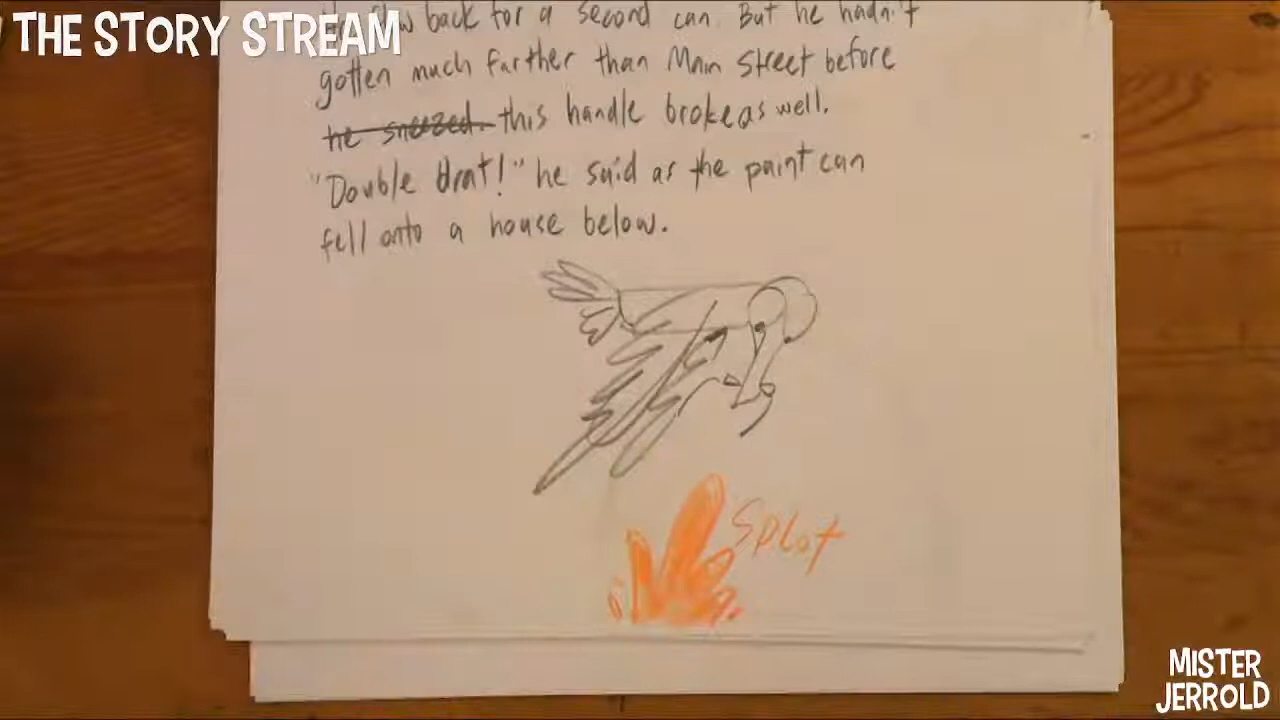 THE STORY STREAM
back for a second can. But he hadn't
gotten much farther than Main Street before
he sneezed. this handle broke as well.
"Double drat!" he said as the paint can
fell onto a house below.
SPLOT
MISTER
JERROLD